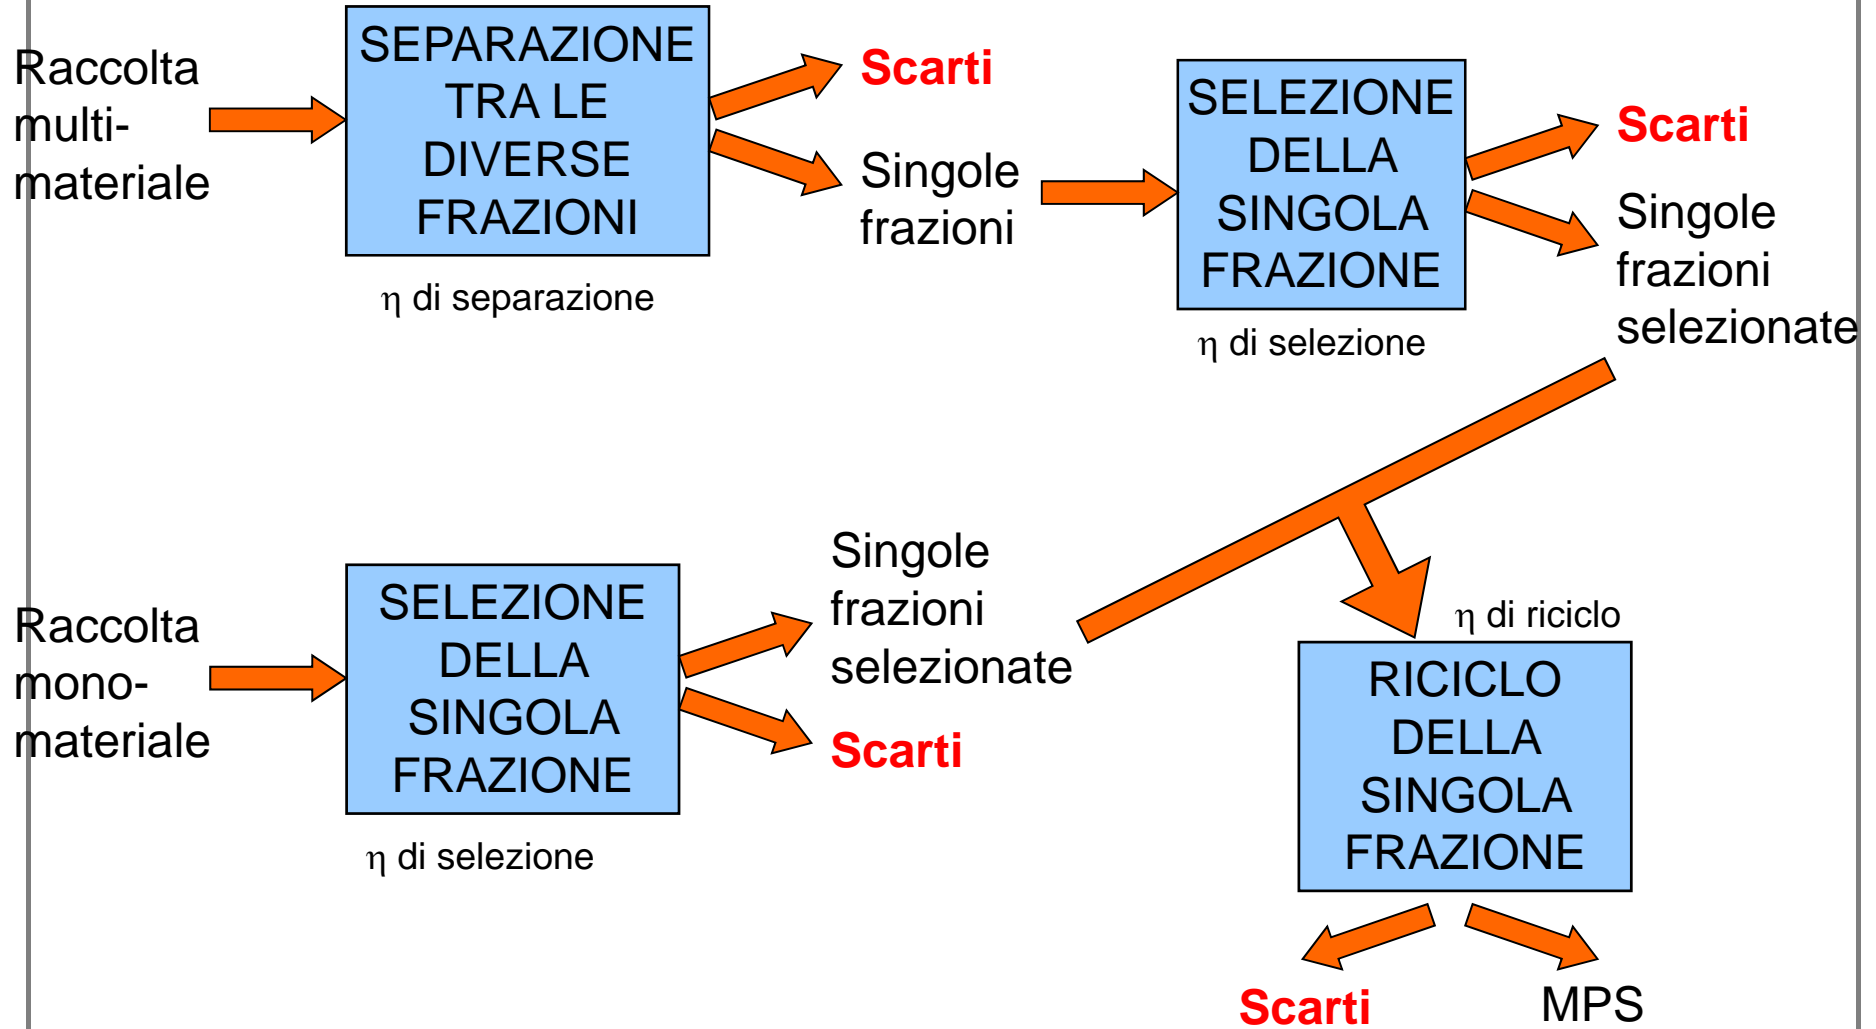 Raccolta
multi-
materiale
SEPARAZIONE
TRA LE
DIVERSE
FRAZIONI
η di separazione
Scarti
Singole
frazioni
SELEZIONE
DELLA
SINGOLA
FRAZIONE
η di selezione
Scarti
Singole
frazioni
selezionate
Raccolta
mono-
materiale
SELEZIONE
DELLA
SINGOLA
FRAZIONE
η di selezione
Singole
frazioni
selezionate
Scarti
η di riciclo
RICICLO
DELLA
SINGOLA
FRAZIONE
Scarti
MPS